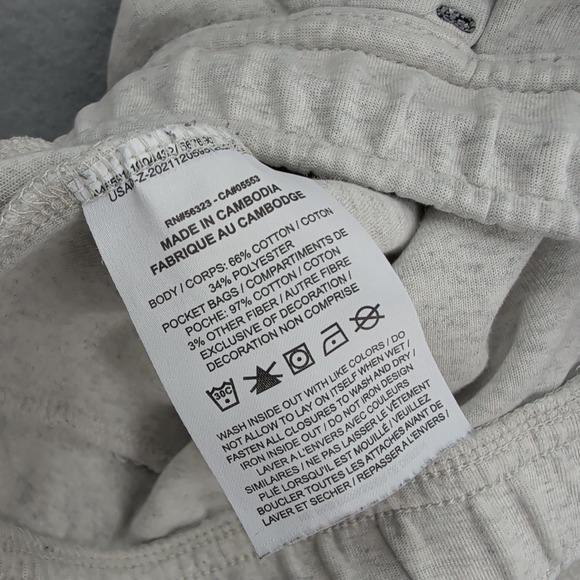 RN#56323 - CA#05553
MADE IN CAMBODIA
FABRIQUE AU CAMBODGE
BODY / CORPS: 66% COTTON / COTON
34% POLYESTER
POCKET BAGS / COMPARTIMENTS DE
POCHE: 97% COTTON / COTON
3% OTHER FIBER / AUTRE FIBRE
EXCLUSIVE OF DECORATION /
DECORATION NON COMPRISE
30C
WASH INSIDE OUT WITH LIKE COLORS / DO
NOT ALLOW TO LAY ON ITSELF WHEN WET /
FASTEN ALL CLOSURES TO WASH AND DRY /
IRON INSIDE OUT / DO NOT IRON DESIGN
LAVER A L'ENVERS AVEC COULEURS
SIMILAIRES / NE PAS LAISSER LE VÊTEMENT
PLIÉ LORSQU'IL EST MOUILLÉ / VEUILLEZ
BOUCLER TOUTES LES ATTACHES AVANT DE
LAVER ET SECHER / REPASSER A L'ENVERS /